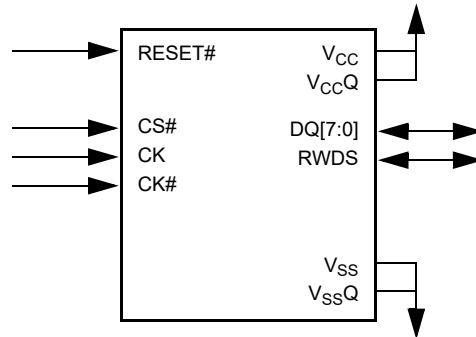 RESET#
CS#
CK
CK#
VCC
VCCQ
DQ[7:0]
RWDS
VSS
VSSQ